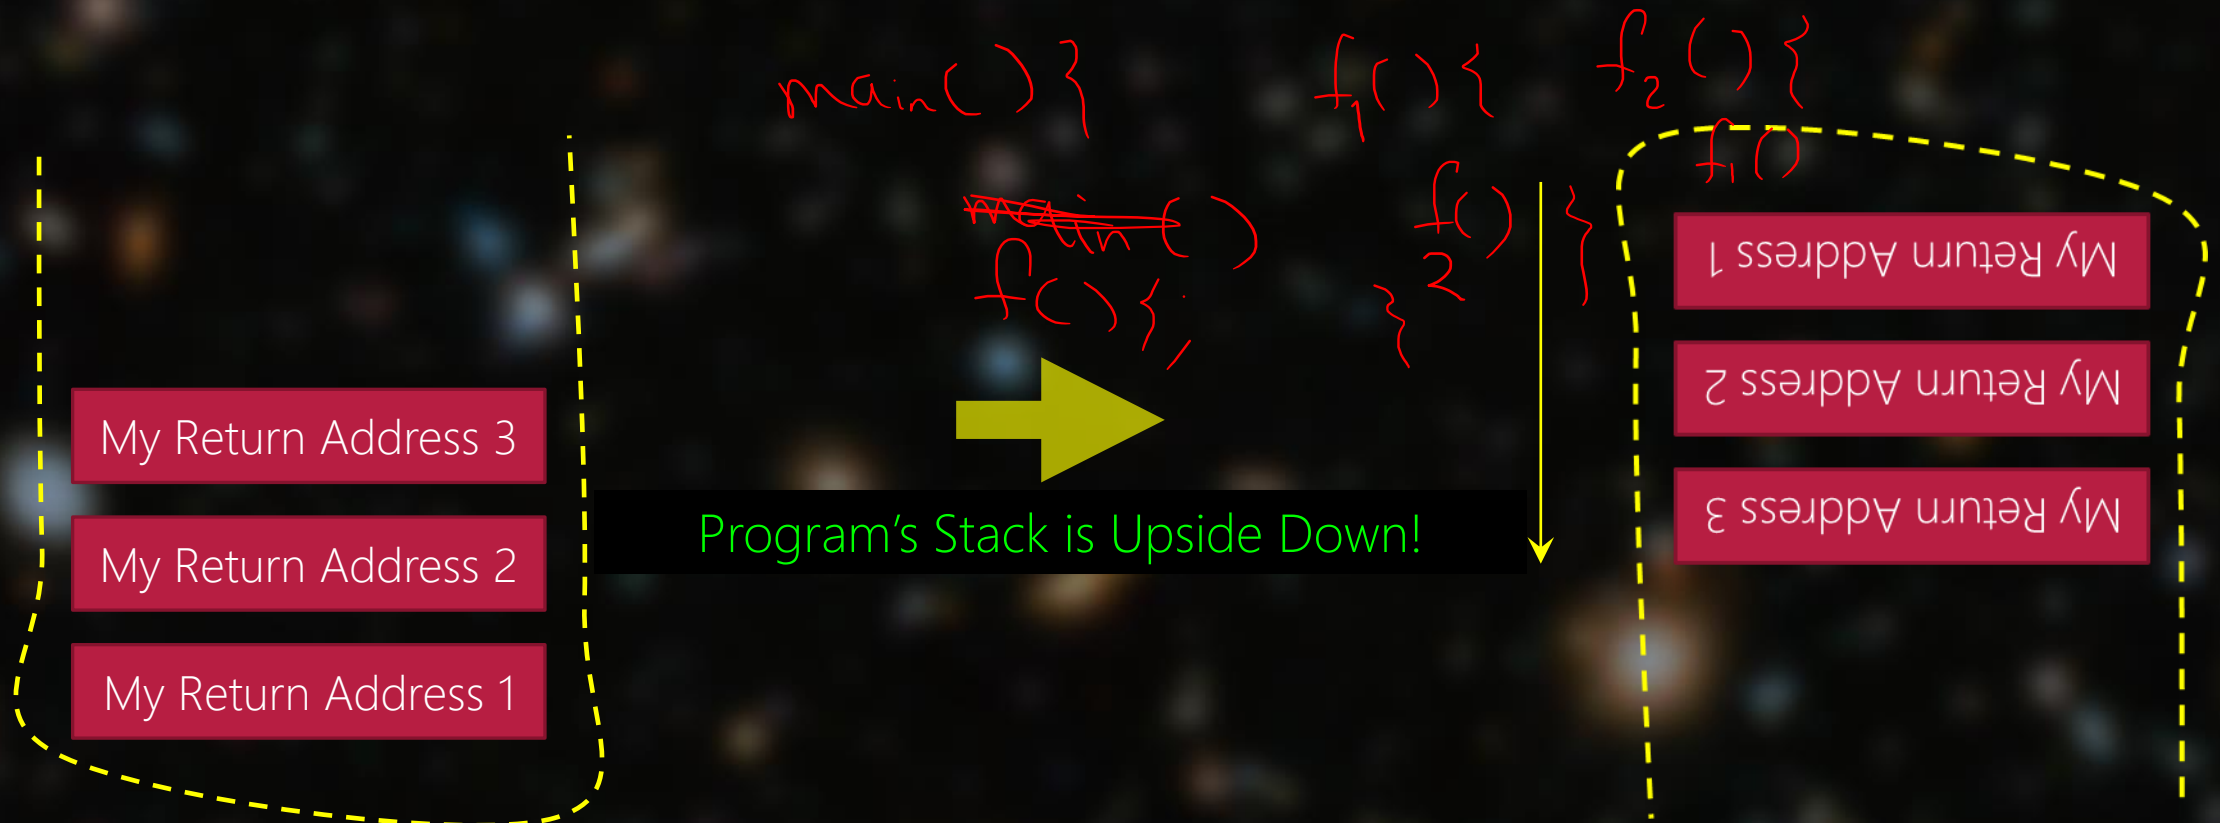 main(){
f1(){
f2(){
f1()
main()
f(){;
f2()
}
}
My Return Address 3
My Return Address 2
My Return Address 1
Program's Stack is Upside Down!
My Return Address 1
My Return Address 2
My Return Address 3